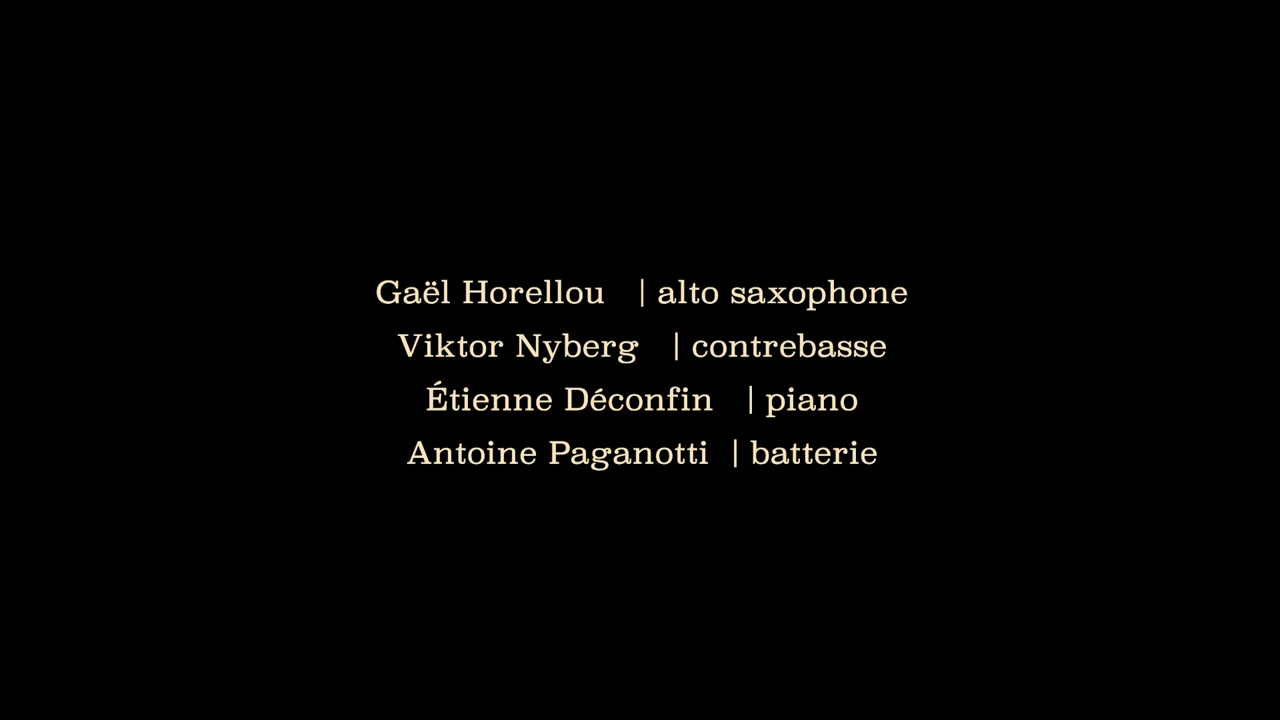 Gaël Horellou | alto saxophone
Viktor Nyberg | contrebasse
Étienne Déconfin | piano
Antoine Paganotti | batterie